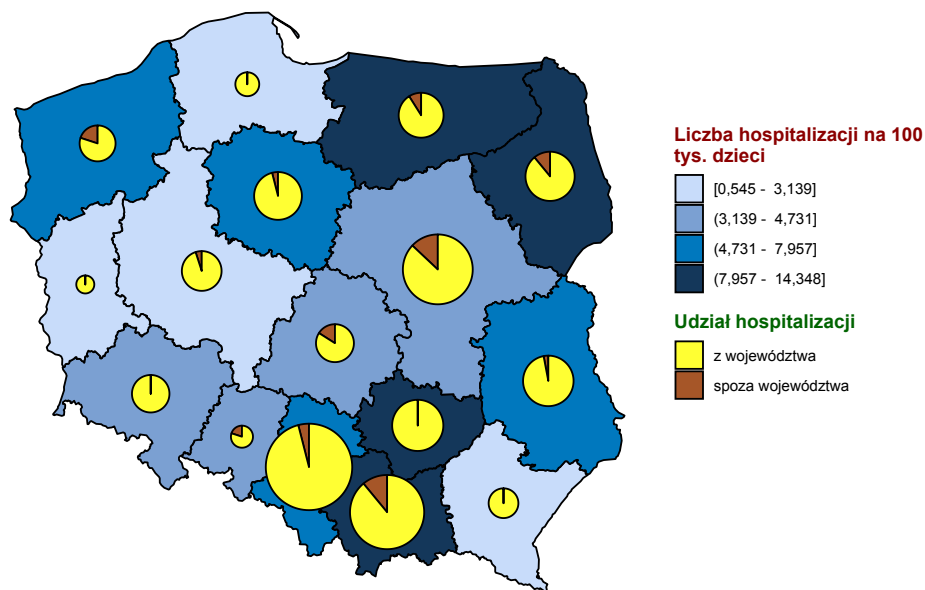 Liczba hospitalizacji na 100
tys. dzieci
[0,545 - 3,139]
(3,139 - 4,731]
(4,731 - 7,957]
(7,957 - 14,348]
Udział hospitalizacji
z województwa
spoza województwa